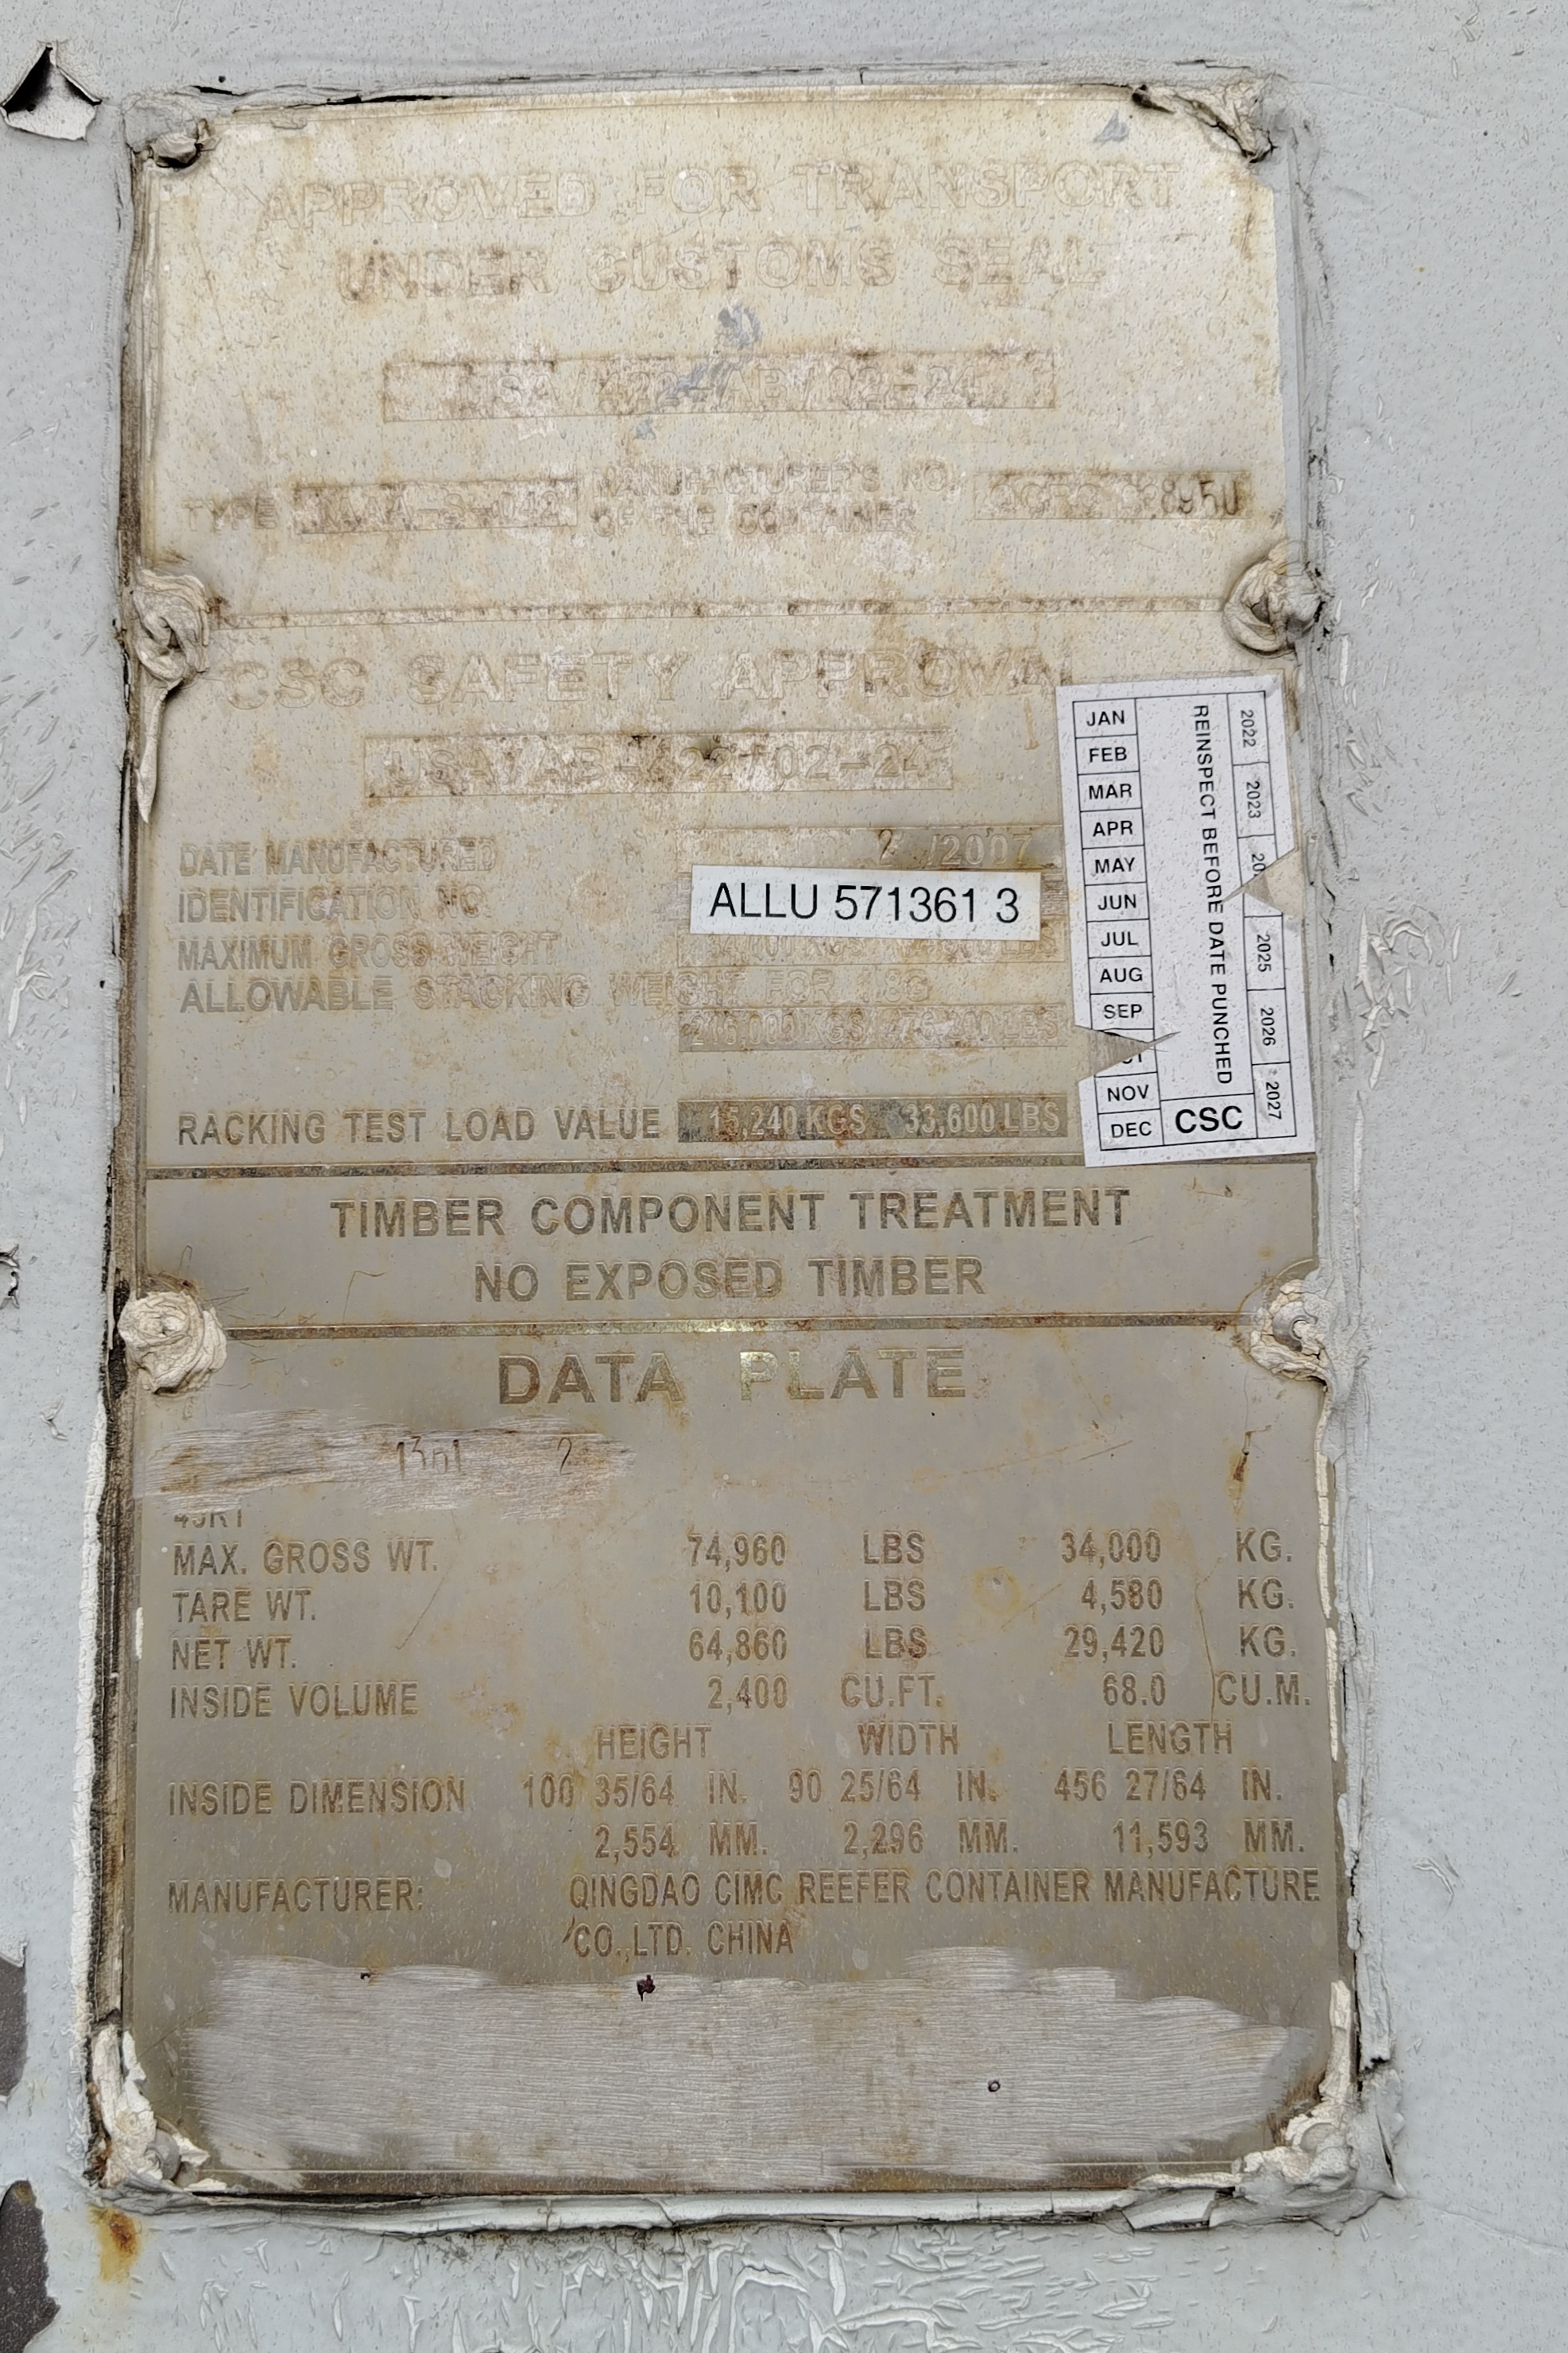 APPROVED FOR TRANSPORT
UNDER CUSTOMS SEAL
TYPE
MANUFACTURER'S NO.
OF THE CONTAINER
CSC SAFETY APPROVAL
DATE MANUFACTURED 2 /2007
IDENTIFICATION NO. ALLU 571361 3
MAXIMUM GROSS WEIGHT
ALLOWABLE STACKING WEIGHT FOR 1.8G
216,000 KGS 476,200 LBS
RACKING TEST LOAD VALUE 15,240 KGS 33,600 LBS
JAN
FEB
MAR
APR
MAY
JUN
JUL
AUG
SEP
NOV
DEC
REINSPECT BEFORE DATE PUNCHED
CSC
2022
2023
2025
2026
2027
TIMBER COMPONENT TREATMENT
NO EXPOSED TIMBER
DATA PLATE
MAX. GROSS WT. 74,960 LBS 34,000 KG.
TARE WT. 10,100 LBS 4,580 KG.
NET WT. 64,860 LBS 29,420 KG.
INSIDE VOLUME 2,400 CU.FT. 68.0 CU.M.
HEIGHT WIDTH LENGTH
INSIDE DIMENSION 100 35/64 IN. 90 25/64 IN. 456 27/64 IN.
2,554 MM. 2,296 MM. 11,593 MM.
MANUFACTURER: QINGDAO CIMC REEFER CONTAINER MANUFACTURE
CO.,LTD. CHINA